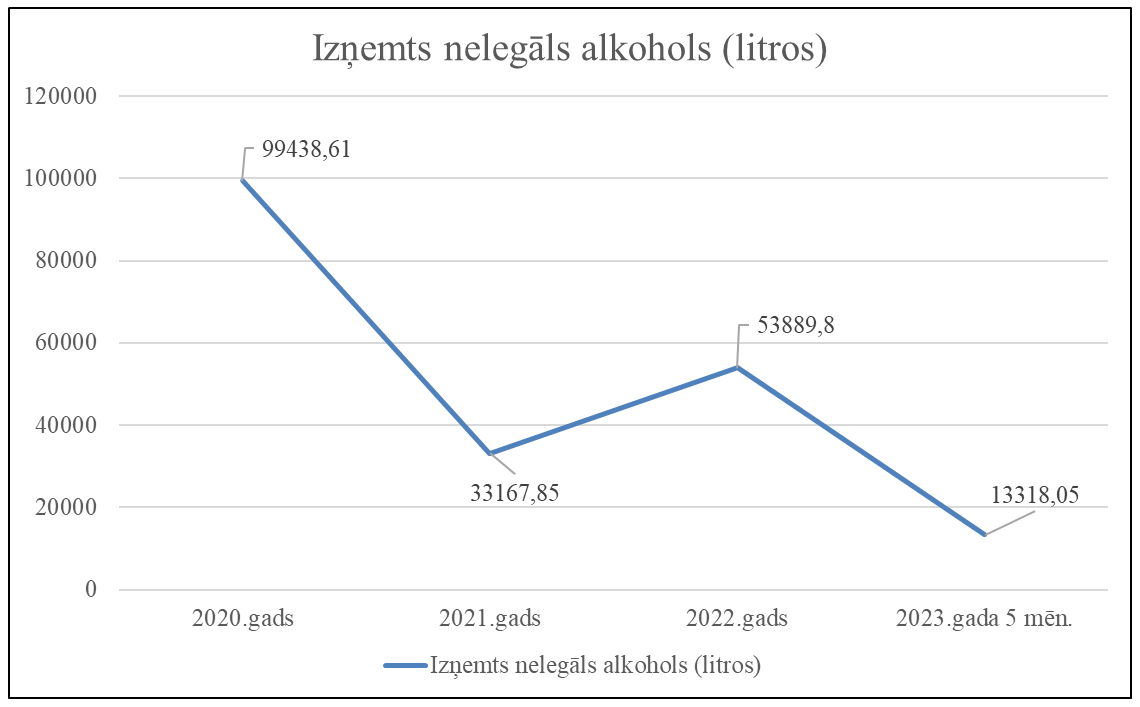 Izņemts nelegāls alkohols (litros)
120000
100000
80000
60000
40000
20000
0
99438,61
33167,85
53889,8
13318,05
2020.gads
2021.gads
2022.gads
2023.gada 5 mēn.
Izņemts nelegāls alkohols (litros)